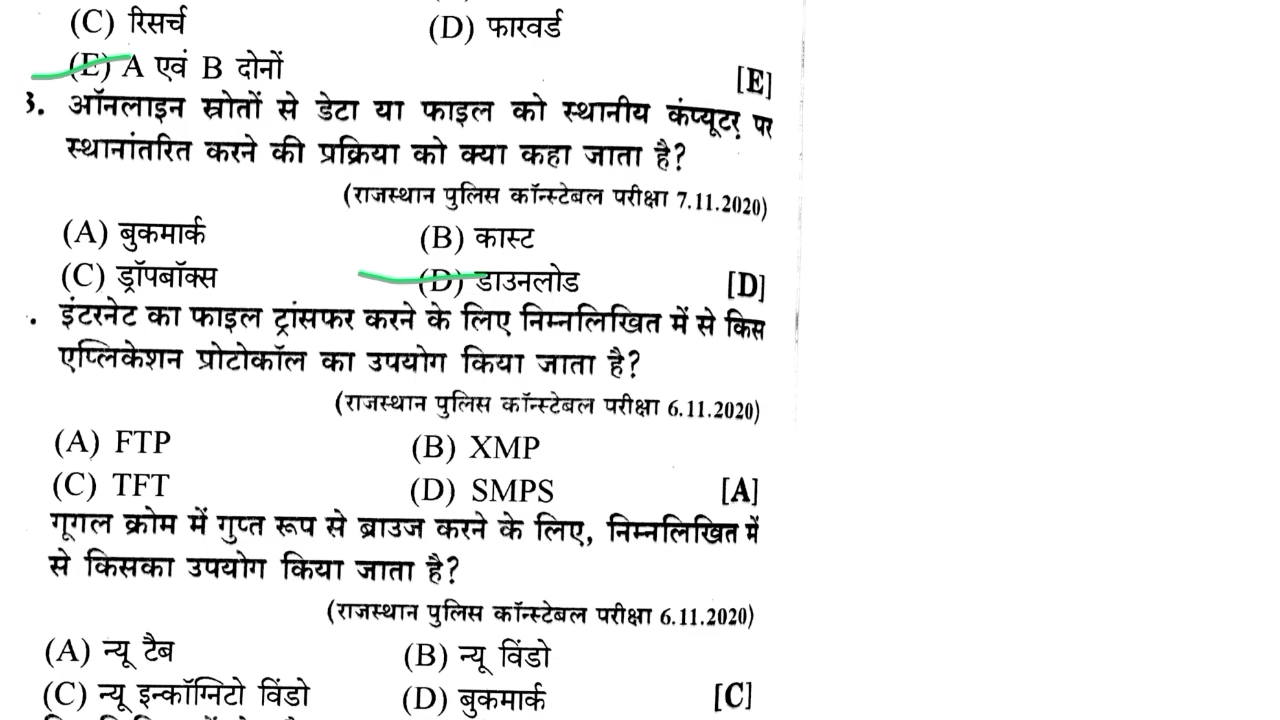 (C) रिसर्च (D) फारवर्ड
(E) A एवं B दोनों [E]
3. ऑनलाइन स्रोतों से डेटा या फाइल को स्थानीय कंप्यूटर पर
स्थानांतरित करने की प्रक्रिया को क्या कहा जाता है?
(राजस्थान पुलिस कॉन्स्टेबल परीक्षा 7.11.2020)
(A) बुकमार्क (B) कास्ट
(C) ड्रॉपबॉक्स (D) डाउनलोड [D]
. इंटरनेट का फाइल ट्रांसफर करने के लिए निम्नलिखित में से किस
एप्लिकेशन प्रोटोकॉल का उपयोग किया जाता है?
(राजस्थान पुलिस कॉन्स्टेबल परीक्षा 6.11.2020)
(A) FTP (B) XMP
(C) TFT (D) SMPS [A]
गूगल क्रोम में गुप्त रूप से ब्राउज करने के लिए, निम्नलिखित में
से किसका उपयोग किया जाता है?
(राजस्थान पुलिस कॉन्स्टेबल परीक्षा 6.11.2020)
(A) न्यू टैब (B) न्यू विंडो
(C) न्यू इन्कॉग्निटो विंडो (D) बुकमार्क [C]